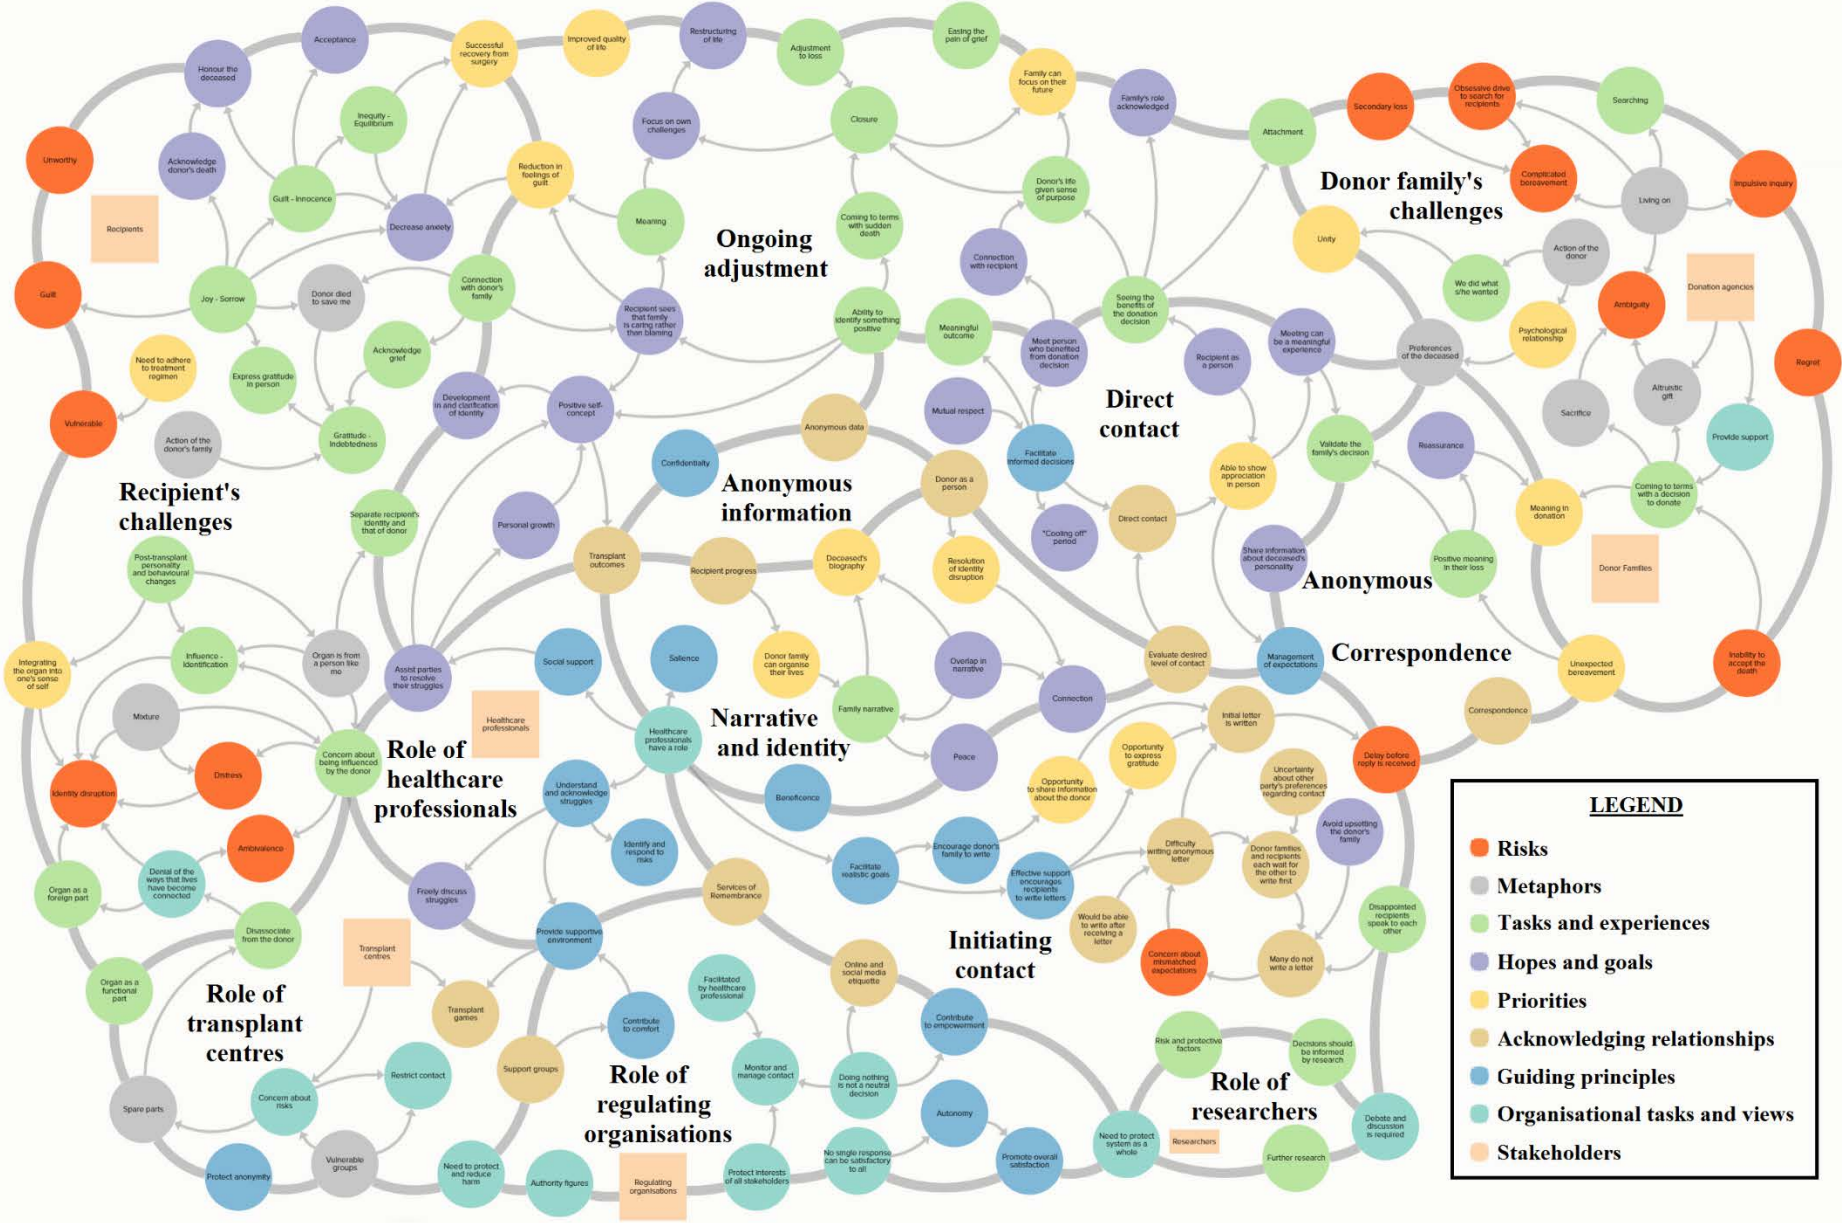 Honour the
deceased
Acceptance
Successful
recovery from
surgery
Improved quality
of life
Restructuring
of life
Adjustment
to loss
Easing the
pain of grief
Family can
focus on their
future
Family's role
acknowledged
Attachment
Secondary loss
Obsessive drive
to search for
recipients
Searching
Unworthy
Acknowledge
donor's death
Inequity -
Equilibrium
Guilt - Innocence
Reduction in
feelings of
guilt
Focus on own
challenges
Closure
Donor's life
given sense
of purpose
Donor family's
challenges
Complicated
bereavement
Living on
Impulsive inquiry
Recipients
Decrease anxiety
Meaning
Ongoing
adjustment
Coming to terms
with sudden
death
Connection
with recipient
Unity
Action of the
donor
We did what
s/he wanted
Donation agencies
Guilt
Joy - Sorrow
Donor died
to save me
Connection
with donor's
family
Recipient sees
that family
is caring rather
than blaming
Ability to
identify something
positive
Meaningful
outcome
Meet person
who benefited
from donation
decision
Seeing the
benefits of
the donation
decision
Meeting can
be a meaningful
experience
Preferences
of the deceased
Psychological
relationship
Ambiguity
Need to adhere
to treatment
regimen
Acknowledge
grief
Express gratitude
in person
Recipient as
a person
Regret
Vulnerable
Action of the
donor's family
Gratitude -
Indebtedness
Development
in and clarification
of identity
Positive self-
concept
Anonymous data
Mutual respect
Direct
contact
Sacrifice
Altruistic
gift
Provide support
Recipient's
challenges
Confidentiality
Anonymous
information
Donor as a
person
Facilitate
informed decisions
Able to show
appreciation
in person
Validate the
family's decision
Reassurance
Separate recipient's
identity and
that of donor
Personal growth
Direct contact
"Cooling off"
period
Meaning in
donation
Coming to terms
with a decision
to donate
Post-transplant
personality
and behavioural
changes
Transplant
outcomes
Recipient progress
Deceased's
biography
Resolution
of identity
disruption
Share information
about deceased's
personality
Anonymous
Positive meaning
in their loss
Donor Families
Integrating
the organ into
one's sense
of self
Influence -
Identification
Organ is from
a person like
me
Assist parties
to resolve
their struggles
Social support
Salience
Donor family
can organise
their lives
Overlap in
narrative
Evaluate desired
level of contact
Management
of expectations
Correspondence
Unexpected
bereavement
Inability to
accept the
death
Mixture
Healthcare
professionals
Healthcare
professionals
have a role
Narrative
and identity
Family narrative
Connection
Initial letter
is written
Correspondence
Identity disruption
Distress
Concern about
being influenced
by the donor
Role of
healthcare
professionals
Understand
and acknowledge
struggles
Beneficence
Peace
Opportunity
to express
gratitude
Opportunity
to share information
about the donor
Uncertainty
about other
party's preferences
regarding contact
Delay before
reply is received
Ambivalence
Identify and
respond to
risks
Facilitate
realistic goals
Encourage donor's
family to write
Effective support
encourages
recipients
to write letters
Difficulty
writing anonymous
letter
Donor families
and recipients
each wait for
the other to
write first
Avoid upsetting
the donor's
family
Organ as a
foreign part
Denial of the
ways that lives
have become
connected
Freely discuss
struggles
Services of
Remembrance
Would be able
to write after
receiving a
letter
Disappointed
recipients
speak to each
other
Disassociate
from the donor
Transplant
centres
Provide supportive
environment
Online and
social media
etiquette
Initiating
contact
Concern about
mismatched
expectations
Many do not
write a letter
Organ as a
functional
part
Role of
transplant
centres
Transplant
games
Contribute
to comfort
Facilitated
by healthcare
professional
Contribute
to empowerment
Risk and protective
factors
Decisions should
be informed
by research
Spare parts
Concern about
risks
Restrict contact
Support groups
Role of
regulating
organisations
Monitor and
manage contact
Doing nothing
is not a neutral
decision
Autonomy
Role of
researchers
Researchers
Debate and
discussion
is required
Protect anonymity
Vulnerable
groups
Need to protect
and reduce
harm
Authority figures
Regulating
organisations
Protect interests
of all stakeholders
No single response
can be satisfactory
to all
Promote overall
satisfaction
Need to protect
system as a
whole
Further research
LEGEND
Risks
Metaphors
Tasks and experiences
Hopes and goals
Priorities
Acknowledging relationships
Guiding principles
Organisational tasks and views
Stakeholders